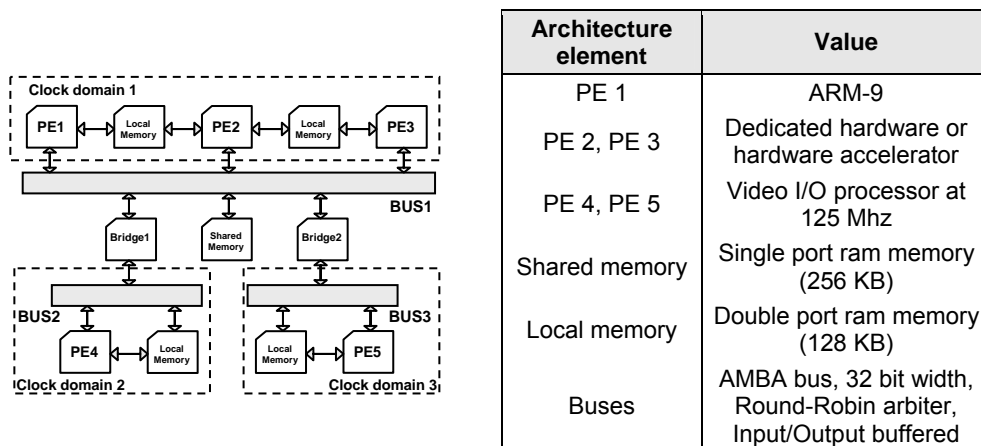 Clock domain 1
PE1
Local
Memory
PE2
Local
Memory
PE3
BUS1
Bridge1
Shared
Memory
Bridge2
BUS2
BUS3
PE4
Local
Memory
Local
Memory
PE5
Clock domain 2
Clock domain 3
Architecture
element
Value
PE 1
ARM-9
PE 2, PE 3
Dedicated hardware or
hardware accelerator
PE 4, PE 5
Video I/O processor at
125 Mhz
Shared memory
Single port ram memory
(256 KB)
Local memory
Double port ram memory
(128 KB)
Buses
AMBA bus, 32 bit width,
Round-Robin arbiter,
Input/Output buffered